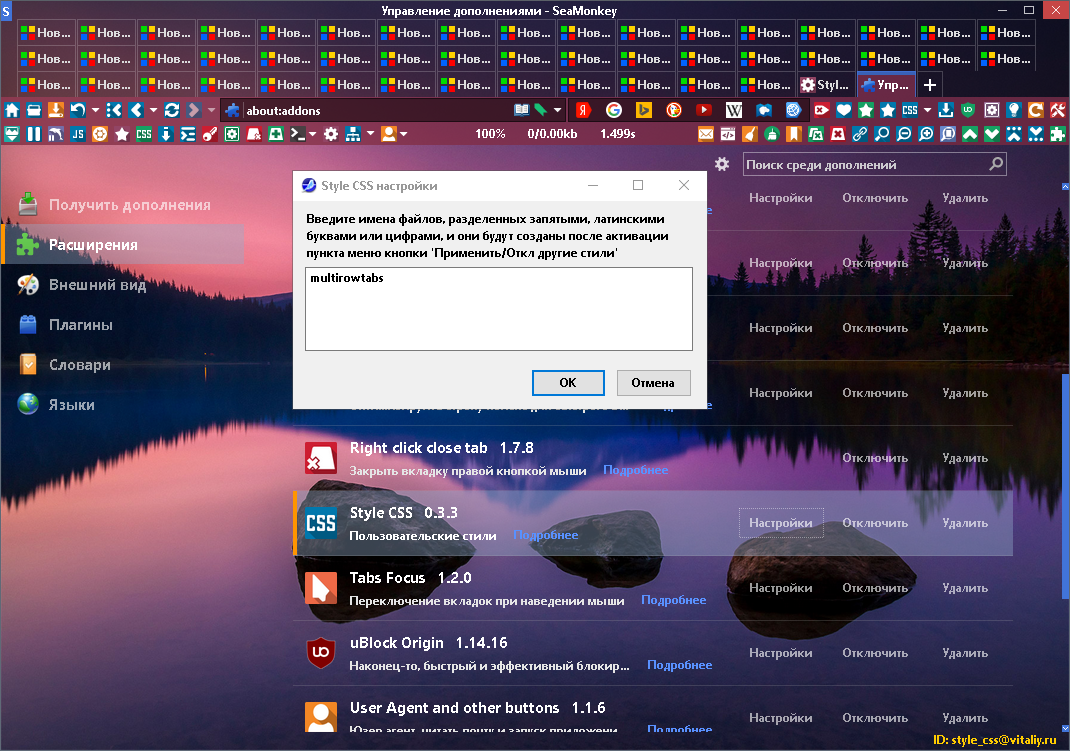 S Управление дополнениями - SeaMonkey
Нов... Нов... Нов... Нов... Нов... Нов... Нов... Нов... Нов... Нов... Нов... Нов... Нов... Нов... Нов... Нов... Нов...
Нов... Нов... Нов... Нов... Нов... Нов... Нов... Нов... Нов... Нов... Нов... Нов... Нов... Нов... Нов... Нов... Нов...
Нов... Нов... Нов... Нов... Нов... Нов... Нов... Нов... Нов... Нов... Нов... Нов... Нов... Styl... Упр...
about:addons
Я G W CSS
JS CSS 100% 0/0.00kb 1.499s
Поиск среди дополнений
Получить дополнения
Расширения
Внешний вид
Плагины
Словари
Языки
Style CSS настройки
Введите имена файлов, разделенных запятыми, латинскими
буквами или цифрами, и они будут созданы после активации
пункта меню кнопки 'Применить/Откл другие стили'
multirowtabs
OK Отмена
Настройки Отключить Удалить
Настройки Отключить Удалить
Настройки Отключить Удалить
Настройки Отключить Удалить
Right click close tab 1.7.8
Закрыть вкладку правой кнопкой мыши Подробнее
Отключить Удалить
CSS
Style CSS 0.3.3
Пользовательские стили Подробнее
Настройки Отключить Удалить
Tabs Focus 1.2.0
Переключение вкладок при наведении мыши Подробнее
Настройки Отключить Удалить
uBlock Origin 1.14.16
Наконец-то, быстрый и эффективный блокир... Подробнее
Настройки Отключить Удалить
User Agent and other buttons 1.1.6
Юзер агент, читать почту и запуск приложени... Подробнее
Настройки Отключить Удалить
ID: style_css@vitaliy.ru